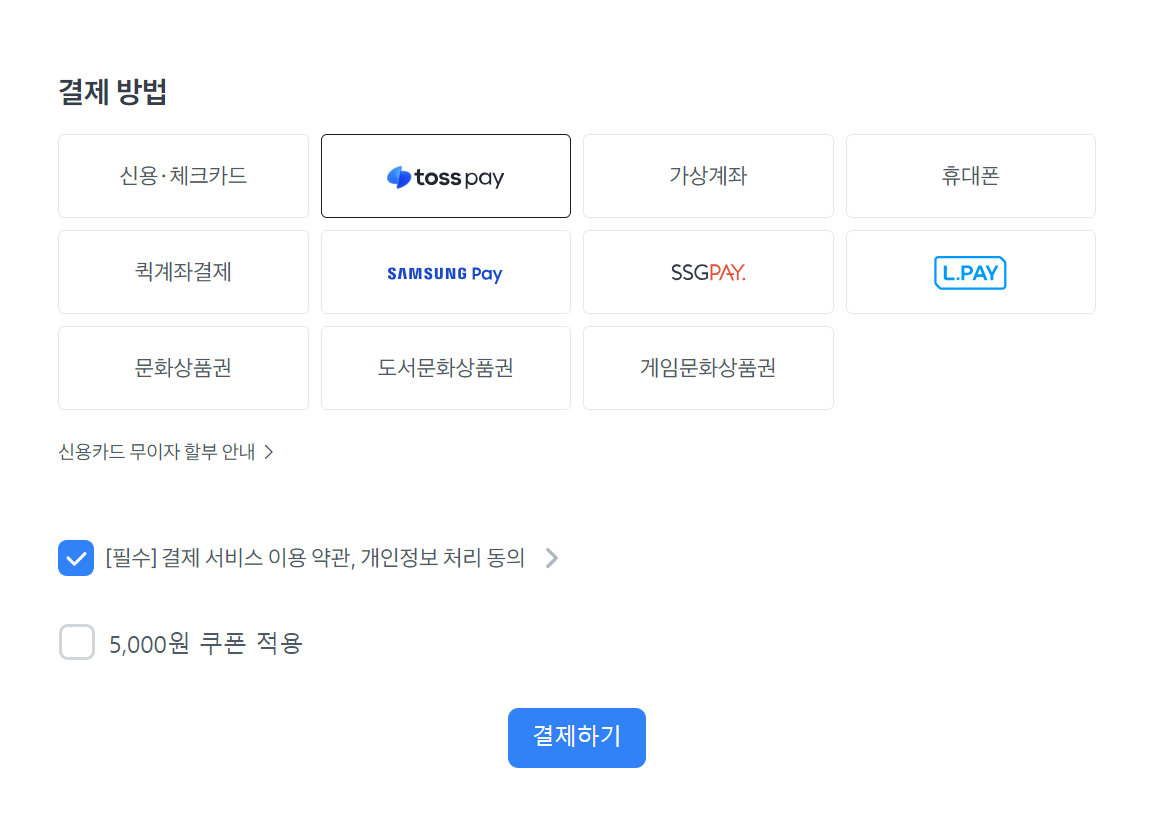 결제 방법
신용·체크카드
toss pay
가상계좌
휴대폰
퀵계좌결제
SAMSUNG Pay
SSGPAY.
L.PAY
문화상품권
도서문화상품권
게임문화상품권
신용카드 무이자 할부 안내
[필수] 결제 서비스 이용 약관, 개인정보 처리 동의
5,000원 쿠폰 적용
결제하기